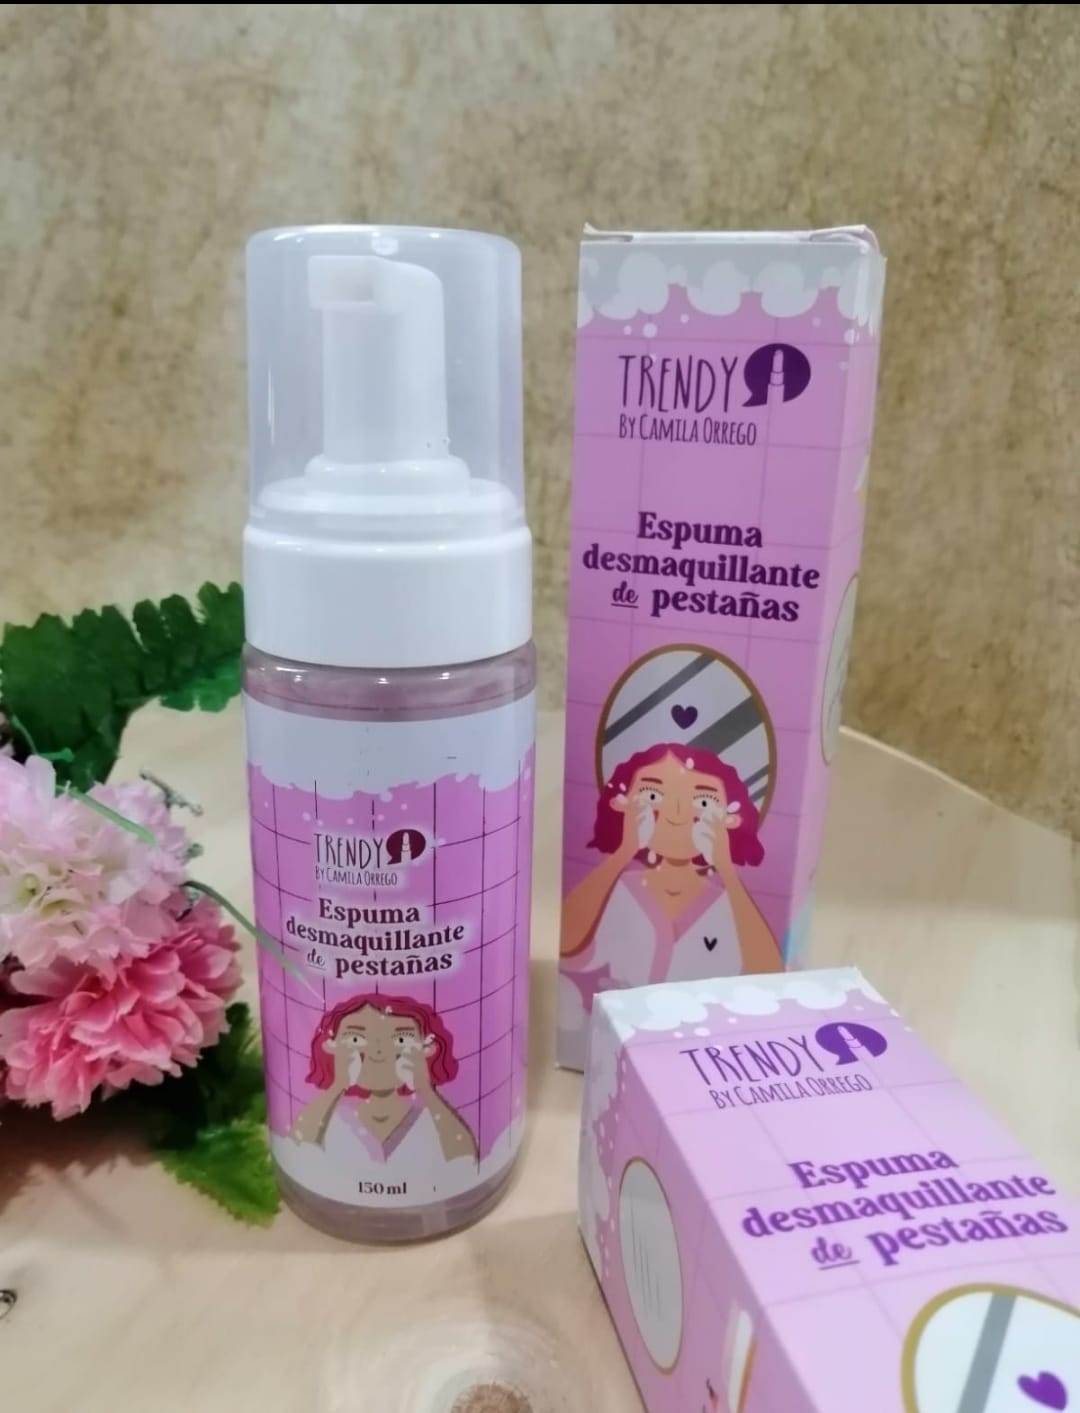 TRENDY
BY CAMILA ORREGO
Espuma
desmaquillante
de pestañas
TRENDY
BY CAMILA ORREGO
Espuma
desmaquillante
de pestañas
150 ml
TRENDY
BY CAMILA ORREGO
Espuma
desmaquillante
de pestañas